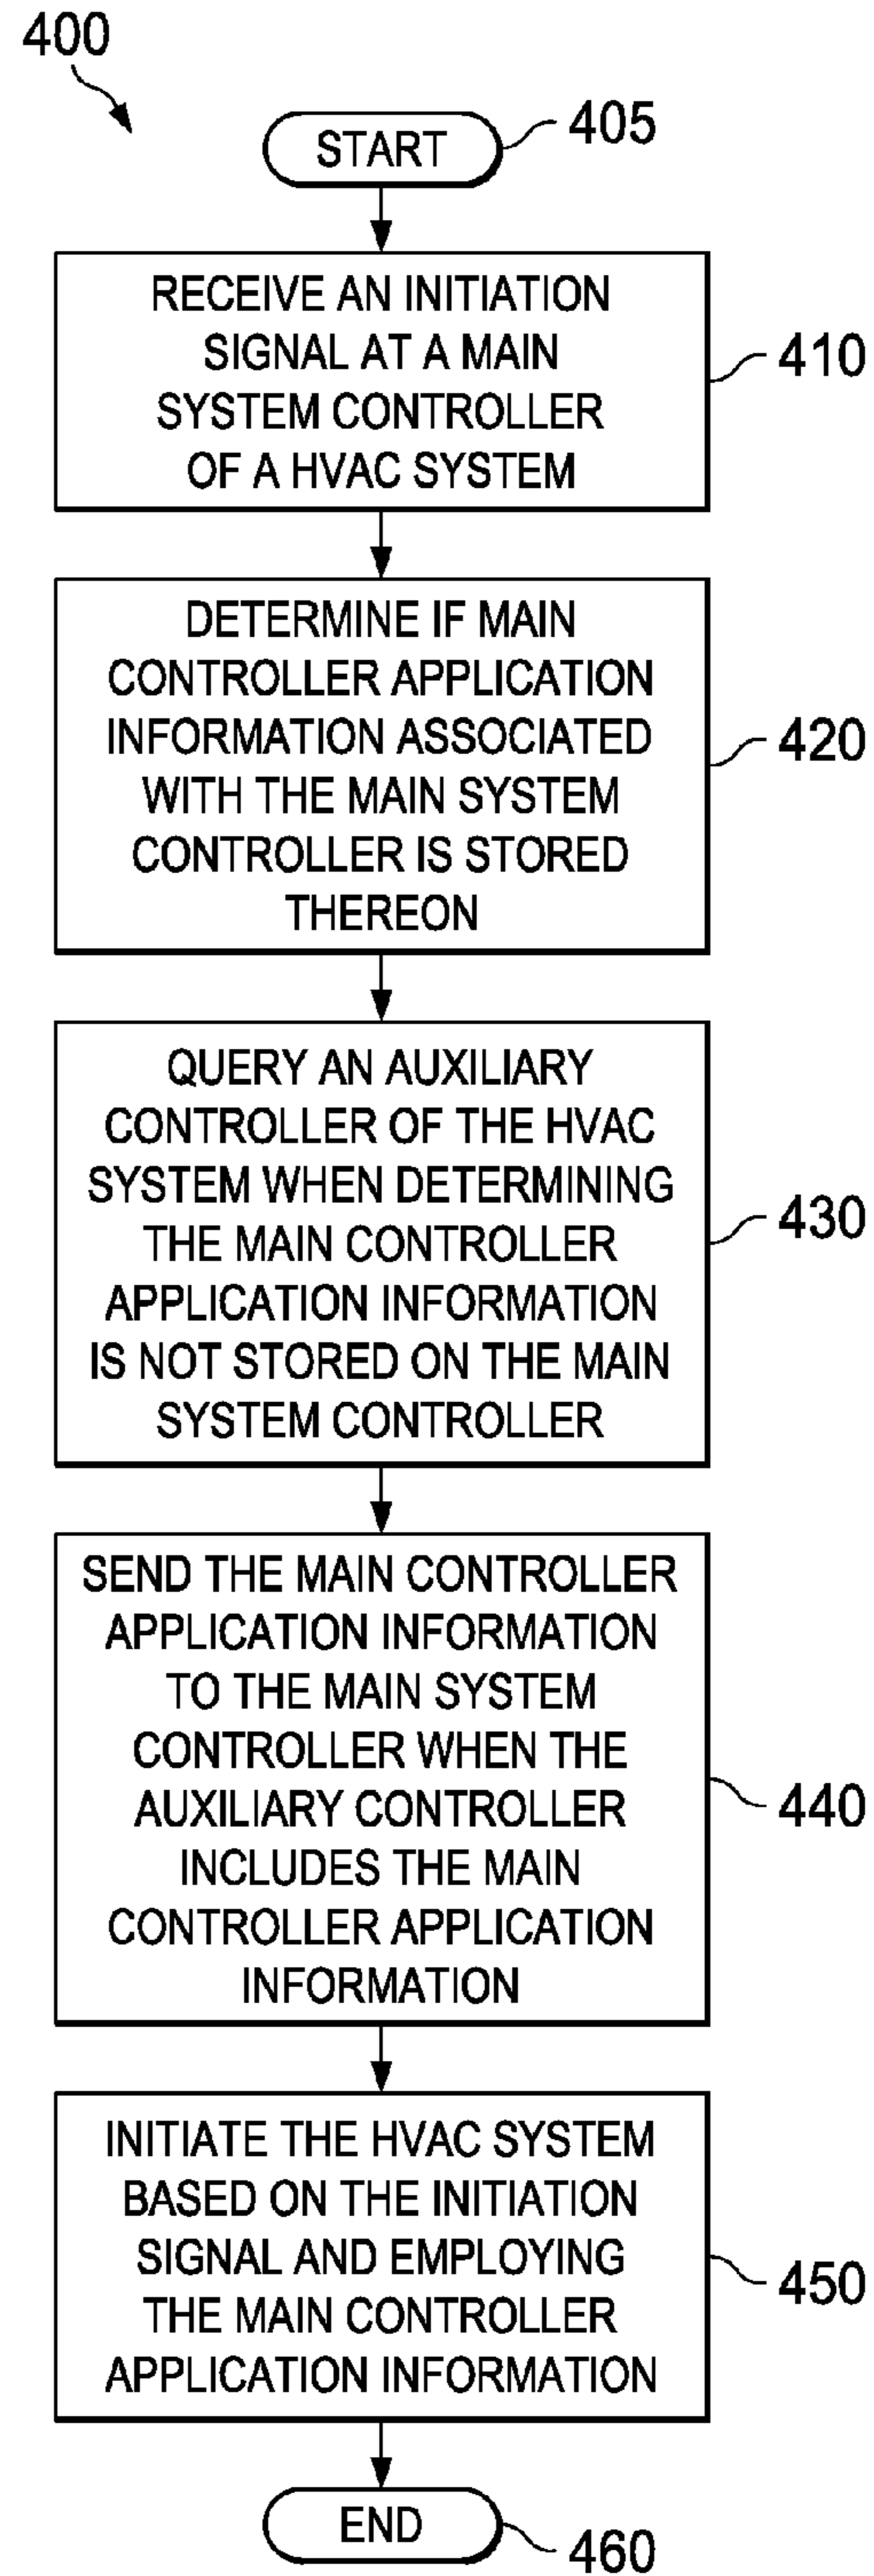 400
START
405
RECEIVE AN INITIATION
SIGNAL AT A MAIN
SYSTEM CONTROLLER
OF A HVAC SYSTEM
410
DETERMINE IF MAIN
CONTROLLER APPLICATION
INFORMATION ASSOCIATED
WITH THE MAIN SYSTEM
CONTROLLER IS STORED
THEREON
420
QUERY AN AUXILIARY
CONTROLLER OF THE HVAC
SYSTEM WHEN DETERMINING
THE MAIN CONTROLLER
APPLICATION INFORMATION
IS NOT STORED ON THE MAIN
SYSTEM CONTROLLER
430
SEND THE MAIN CONTROLLER
APPLICATION INFORMATION
TO THE MAIN SYSTEM
CONTROLLER WHEN THE
AUXILIARY CONTROLLER
INCLUDES THE MAIN
CONTROLLER APPLICATION
INFORMATION
440
INITIATE THE HVAC SYSTEM
BASED ON THE INITIATION
SIGNAL AND EMPLOYING
THE MAIN CONTROLLER
APPLICATION INFORMATION
450
END
460